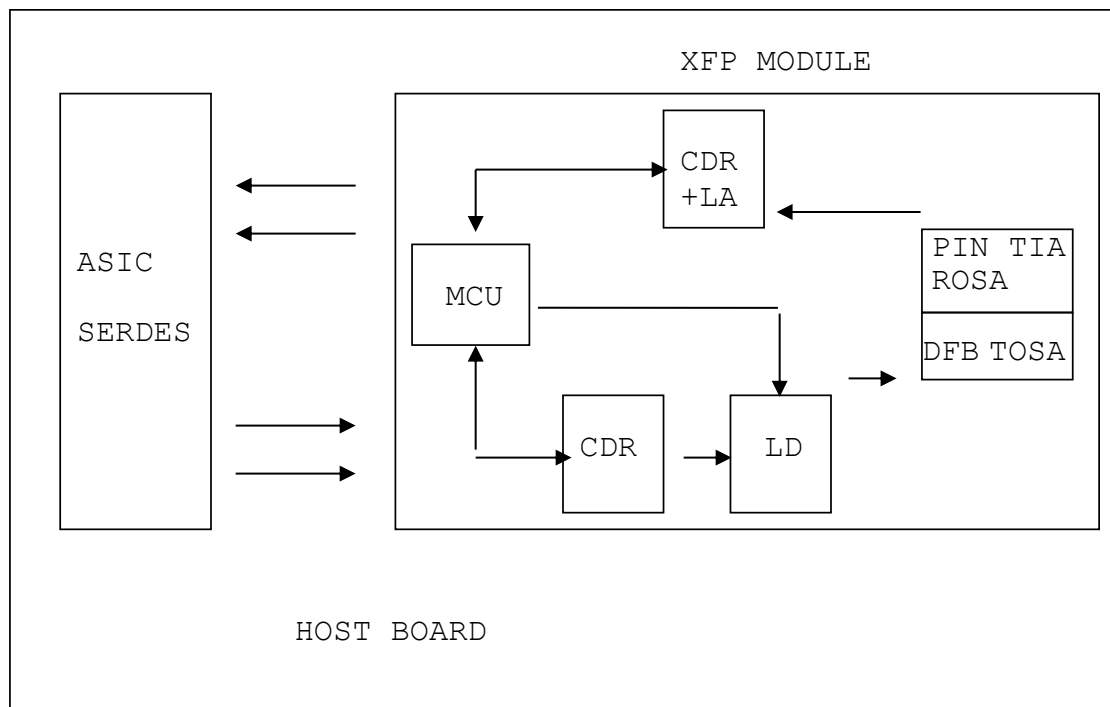 XFP MODULE
CDR
+LA
ASIC
SERDES
MCU
PIN TIA
ROSA
DFB TOSA
CDR
LD
HOST BOARD